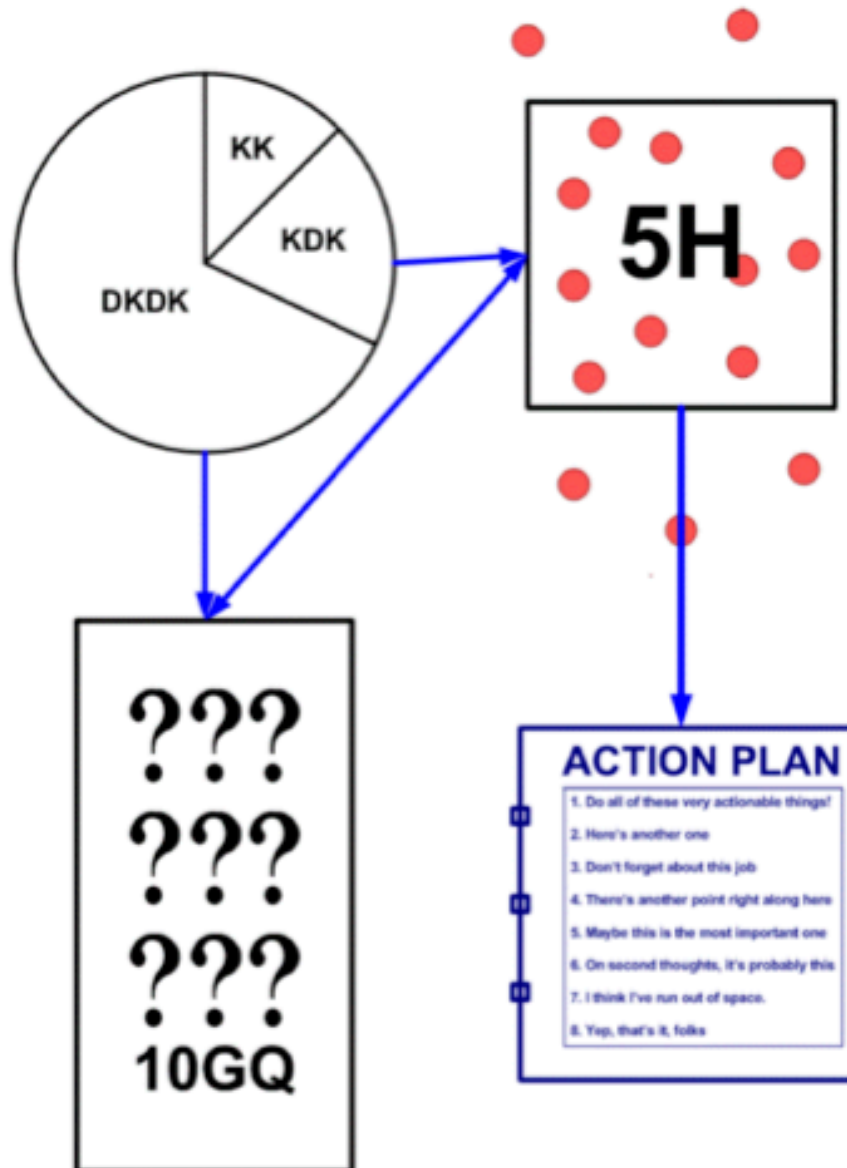 KK
KDK
DKDK
5H
???
???
???
10GQ
ACTION PLAN
1. Do all of these very actionable things!
2. Here's another one
3. Don't forget about this job
4. There's another point right along here
5. Maybe this is the most important one
6. On second thoughts, it's probably this
7. I think I've run out of space.
8. Yep, that's it, folks